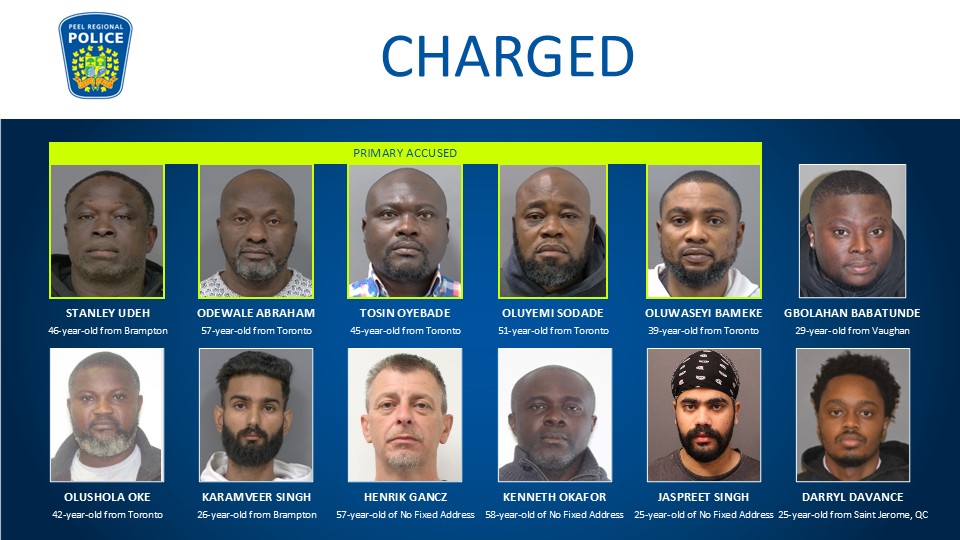 PEEL REGIONAL
POLICE
CHARGED
PRIMARY ACCUSED
STANLEY UDEH
46-year-old from Brampton
ODEWALE ABRAHAM
57-year-old from Toronto
TOSIN OYEBADE
45-year-old from Toronto
OLUYEMI SODADE
51-year-old from Toronto
OLUWASEYI BAMEKE
39-year-old from Toronto
GBOLAHAN BABATUNDE
29-year-old from Vaughan
OLUSHOLA OKE
42-year-old from Toronto
KARAMVEER SINGH
26-year-old from Brampton
HENRIK GANCZ
57-year-old of No Fixed Address
KENNETH OKAFOR
58-year-old of No Fixed Address
JASPREET SINGH
25-year-old of No Fixed Address
DARRYL DAVANCE
25-year-old from Saint Jerome, QC